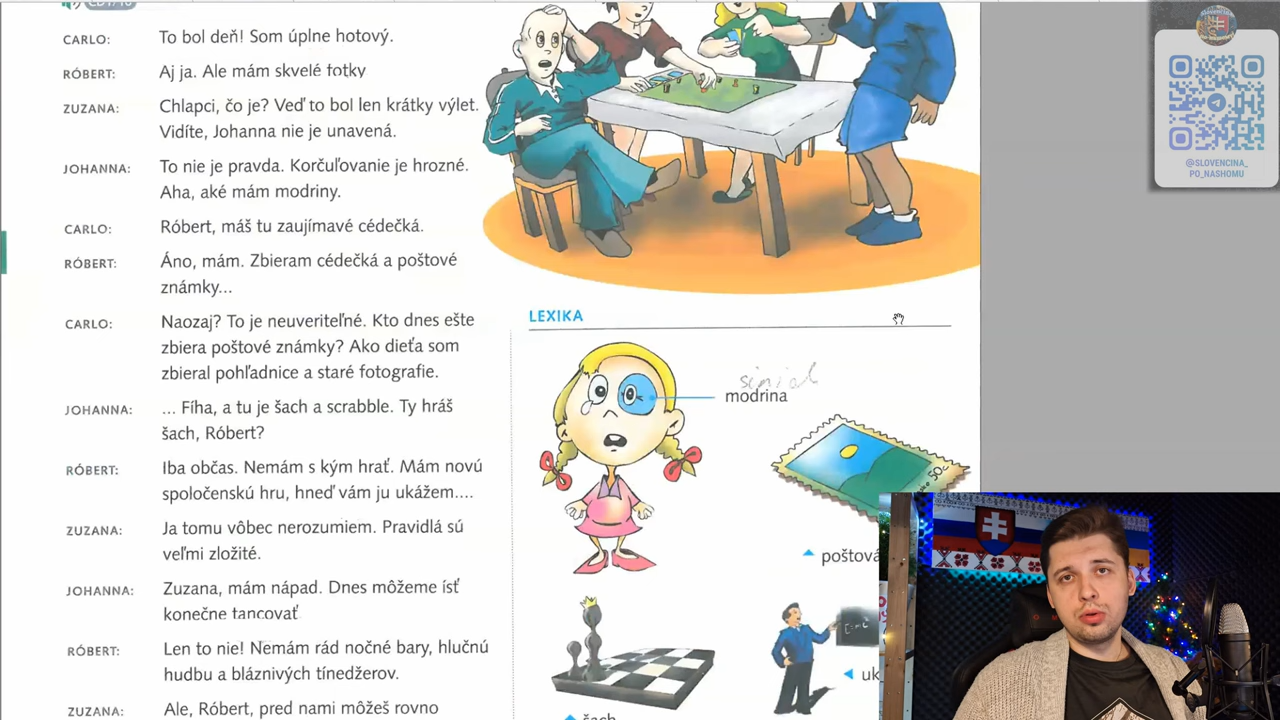 CARLO: To bol deň! Som úplne hotový.
RÓBERT: Aj ja. Ale mám skvelé fotky
ZUZANA: Chlapci, čo je? Veď to bol len krátky výlet.
Vidíte, Johanna nie je unavená.
JOHANNA: To nie je pravda. Korčuľovanie je hrozné.
Aha, aké mám modriny.
CARLO: Róbert, máš tu zaujímavé cédečká.
RÓBERT: Áno, mám. Zbieram cédečká a poštové
známky...
CARLO: Naozaj? To je neuveriteľné. Kto dnes ešte
zbiera poštové známky? Ako dieťa som
zbieral pohľadnice a staré fotografie.
JOHANNA: ... Fíha, a tu je šach a scrabble. Ty hráš
šach, Róbert?
RÓBERT: Iba občas. Nemám s kým hrať. Mám novú
spoločenskú hru, hneď vám ju ukážem....
ZUZANA: Ja tomu vôbec nerozumiem. Pravidlá sú
veľmi zložité.
JOHANNA: Zuzana, mám nápad. Dnes môžeme ísť
konečne tancovať
RÓBERT: Len to nie! Nemám rád nočné bary, hlučnú
hudbu a bláznivých tínedžerov.
ZUZANA: Ale, Róbert, pred nami môžeš rovno
LEXIKA
modrina
50c
poštov
uk
šach
@SLOVENCINA_
PO_NASHOMU